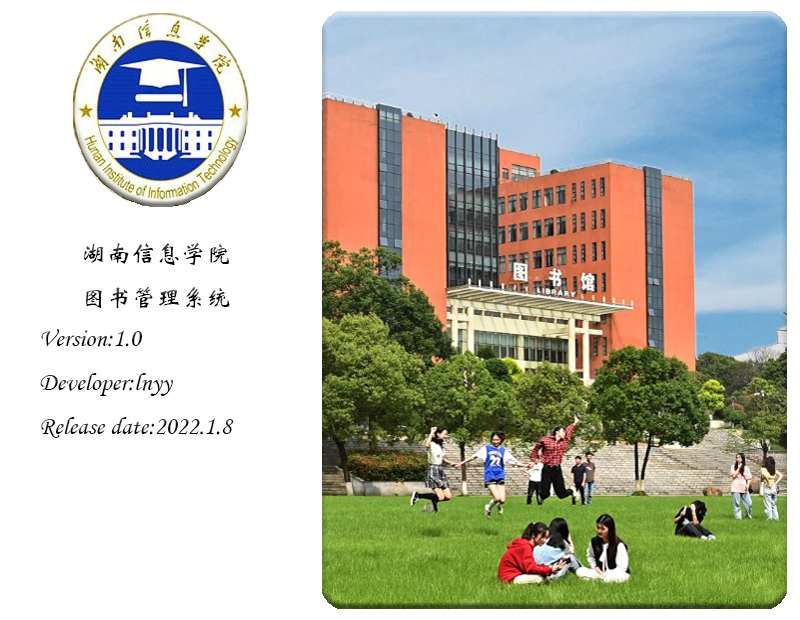 湖南信息学院
Hunan Institute of Information Technology
湖南信息学院
图书管理系统
Version:1.0
Developer:lnyy
Release date:2022.1.8
图书馆
LIBRARY
22